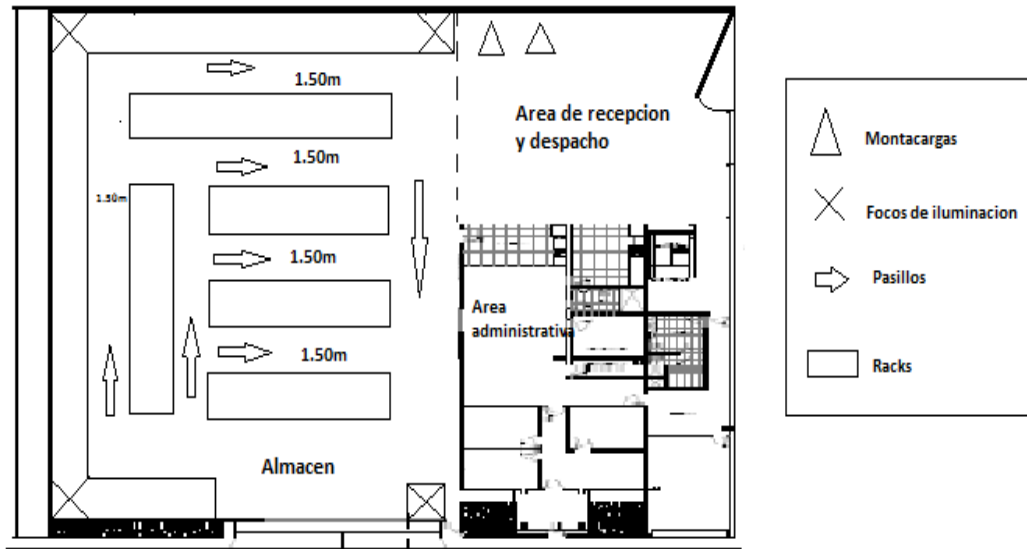 1.50m
Area de recepcion
y despacho
1.50m
1.50m
1.50m
Area
administrativa
1.50m
Almacen
Montacargas
Focos de iluminacion
Pasillos
Racks